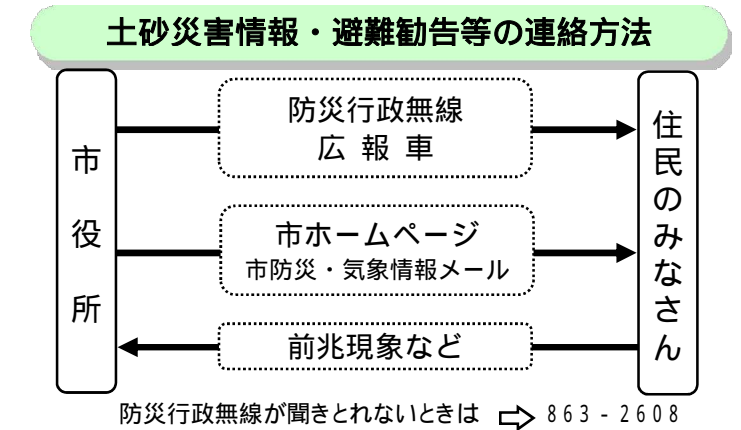 土砂災害情報・避難勧告等の連絡方法
市役所
防災行政無線
広報車
市ホームページ
市防災・気象情報メール
前兆現象など
住民のみなさん
防災行政無線が聞きとれないときは ⇨ 863-2608